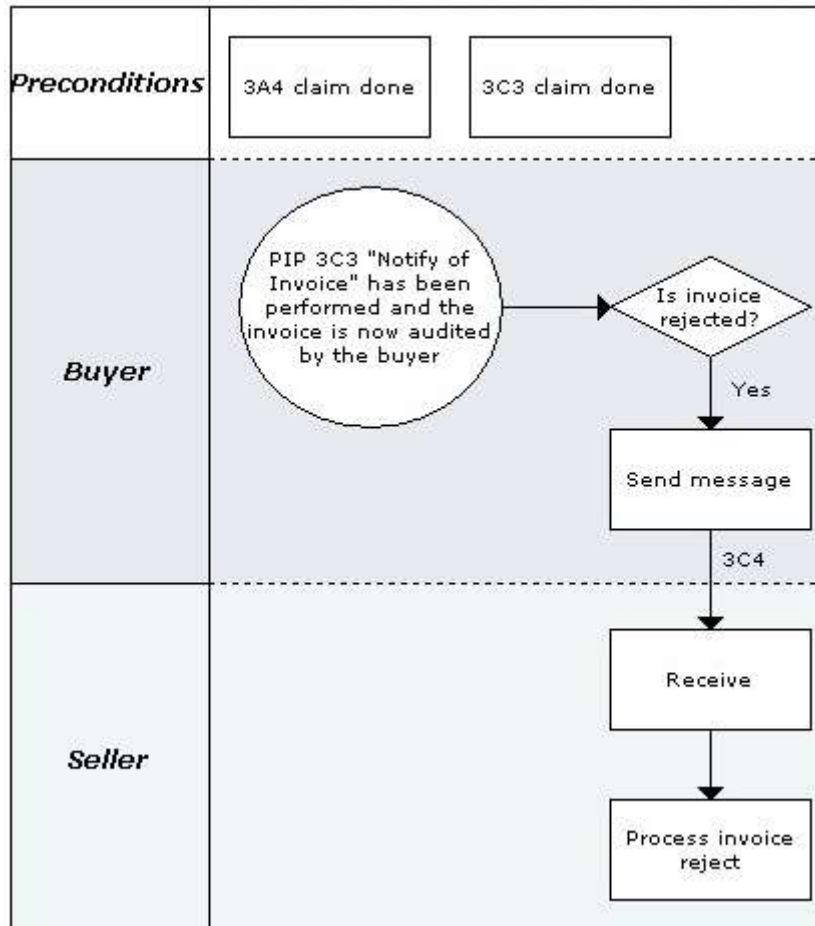 Preconditions
3A4 claim done
3C3 claim done
Buyer
PIP 3C3 "Notify of
Invoice" has been
performed and the
invoice is now audited
by the buyer
Is invoice
rejected?
Yes
Send message
3C4
Seller
Receive
Process invoice
reject